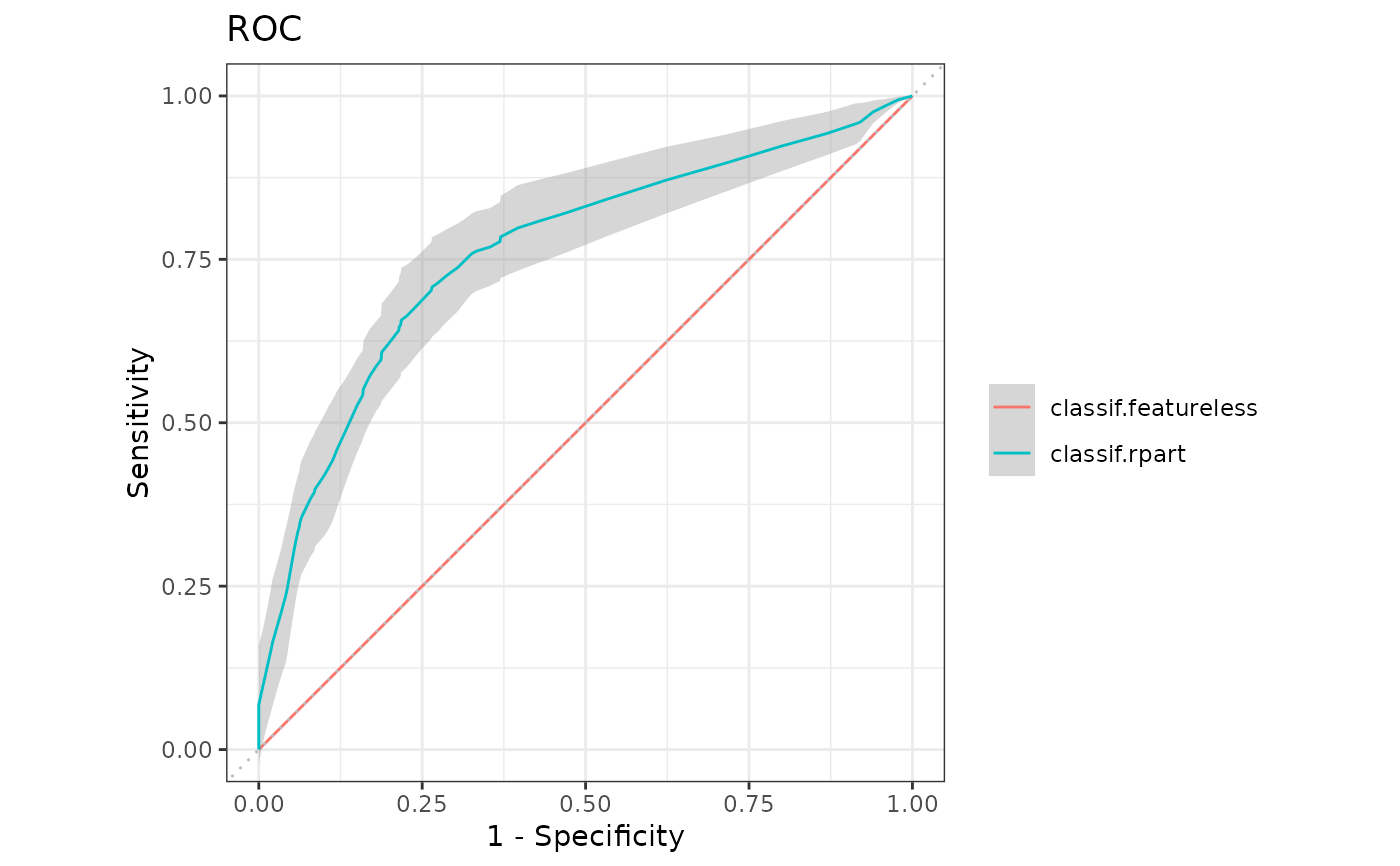 ROC
Sensitivity
1.00
0.75
0.50
0.25
0.00
0.00 0.25 0.50 0.75 1.00
1 - Specificity
classif.featureless
classif.rpart